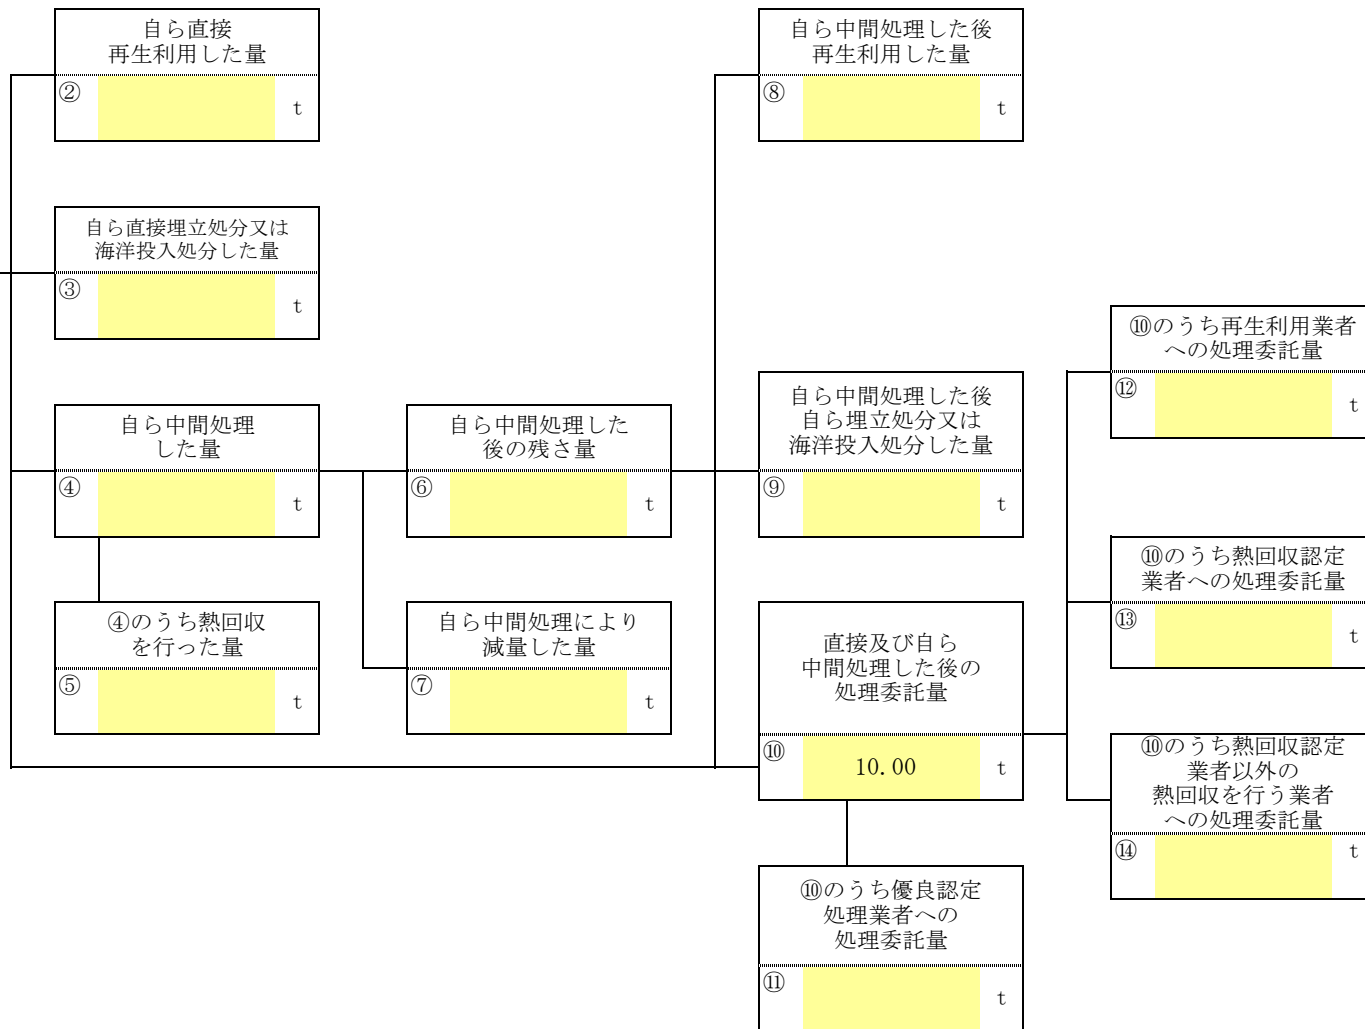 自ら直接
再生利用した量
②
t
自ら中間処理した後
再生利用した量
⑧
t
自ら直接埋立処分又は
海洋投入処分した量
③
t
⑩のうち再生利用業者
への処理委託量
⑫
t
自ら中間処理
した量
④
t
自ら中間処理した
後の残さ量
⑥
t
自ら中間処理した後
自ら埋立処分又は
海洋投入処分した量
⑨
t
⑩のうち熱回収認定
業者への処理委託量
⑬
t
④のうち熱回収
を行った量
⑤
t
自ら中間処理により
減量した量
⑦
t
直接及び自ら
中間処理した後の
処理委託量
⑩
10.00
t
⑩のうち熱回収認定
業者以外の
熱回収を行う業者
への処理委託量
⑭
t
⑩のうち優良認定
処理業者への
処理委託量
⑪
t